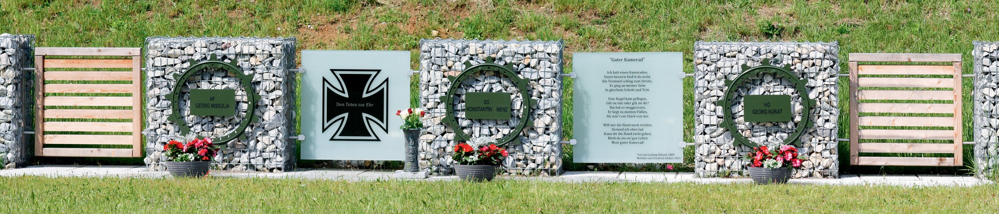 HF
GEORG MISSULIA
Den Toten zur Ehr
SG
KONSTANTIN MENZ
"Guter Kamerad"
Ich hatt einen Kameraden,
Einen bessern find'st du nicht.
Die Trommel schlug zum Streite,
Er ging an meiner Seite
In gleichem Schritt und Tritt.
Eine Kugel kam geflogen,
Gilt sie mir oder gilt sie dir?
Ihn hat es weggerissen,
Er liegt zu meinen Füßen,
Als wär's ein Stück von mir.
Will mir die Hand noch reichen,
Derweil ich eben lad.
Kann dir die Hand nicht geben,
Bleib du im ew'gen Leben
Mein guter Kamerad!
Text von Ludwig Uhland, 1809
Melodie von Friedrich Silcher, 1825
HG
GEORG KURAT